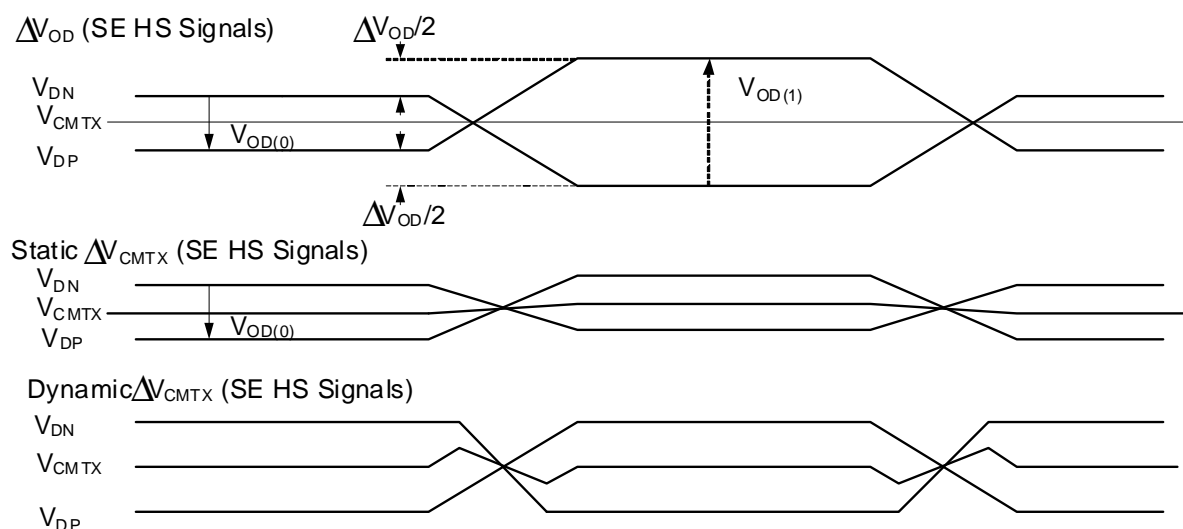 ΔV_OD (SE HS Signals)
ΔV_OD/2
V_DN
V_CMTX
V_OD(0)
V_OD(1)
V_DP
ΔV_OD/2
Static ΔV_CMTX (SE HS Signals)
V_DN
V_CMTX
V_OD(0)
V_DP
Dynamic ΔV_CMTX (SE HS Signals)
V_DN
V_CMTX
V_DP